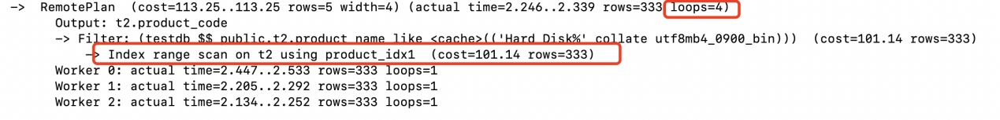 -> RemotePlan (cost=113.25..113.25 rows=5 width=4) (actual time=2.246..2.339 rows=333 loops=4)
Output: t2.product_code
-> Filter: (testdb_$$_public.t2.product_name like <cache>(('Hard Disk%' collate utf8mb4_0900_bin))) (cost=101.14 rows=333)
-> Index range scan on t2 using product_idx1 (cost=101.14 rows=333)
Worker 0: actual time=2.447..2.533 rows=333 loops=1
Worker 1: actual time=2.205..2.292 rows=333 loops=1
Worker 2: actual time=2.134..2.252 rows=333 loops=1